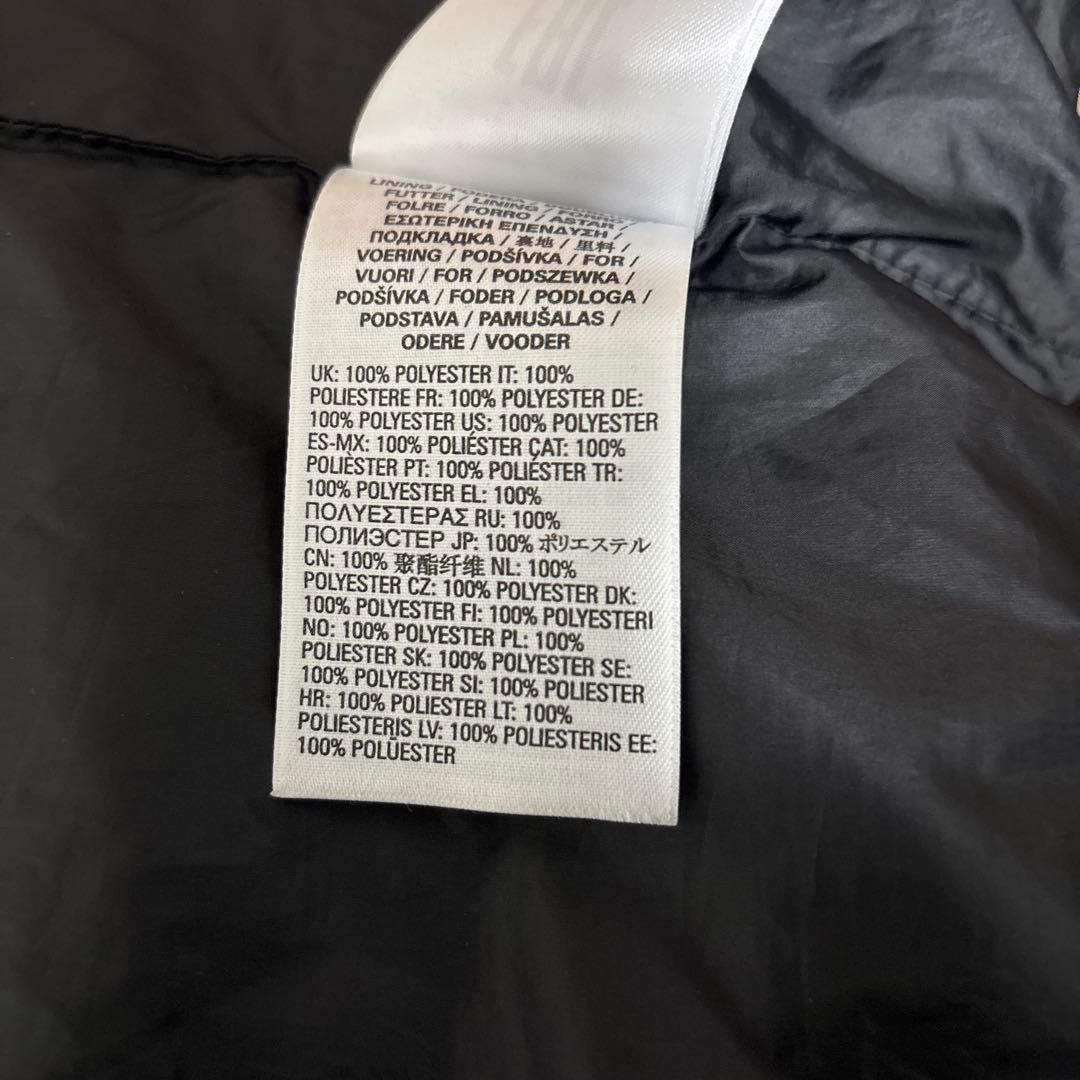 LINING /
FUTTER / LINING /
FOLRE / FORRO / ASTAR /
ΕΣΩΤΕΡΙΚΗ ΕΠΕΝΔΥΣΗ /
ПОДКЛАДКА / 裏地 / 里料 /
VOERING / PODŠÍVKA / FOR /
VUORI / FOR / PODSZEWKA /
PODŠÍVKA / FODER / PODLOGA /
PODSTAVA / PAMUŠALAS /
ODERE / VOODER
UK: 100% POLYESTER IT: 100%
POLIESTERE FR: 100% POLYESTER DE:
100% POLYESTER US: 100% POLYESTER
ES-MX: 100% POLIÉSTER CAT: 100%
POLIÈSTER PT: 100% POLIÉSTER TR:
100% POLYESTER EL: 100%
ΠΟΛΥΕΣΤΕΡΑΣ RU: 100%
ПОЛИЭСТЕР JP: 100% ポリエステル
CN: 100% 聚酯纤维 NL: 100%
POLYESTER CZ: 100% POLYESTER DK:
100% POLYESTER FI: 100% POLYESTERI
NO: 100% POLYESTER PL: 100%
POLIESTER SK: 100% POLYESTER SE:
100% POLYESTER SI: 100% POLIESTER
HR: 100% POLYESTER LT: 100%
POLIESTERIS LV: 100% POLIESTERIS EE:
100% POLÜESTER